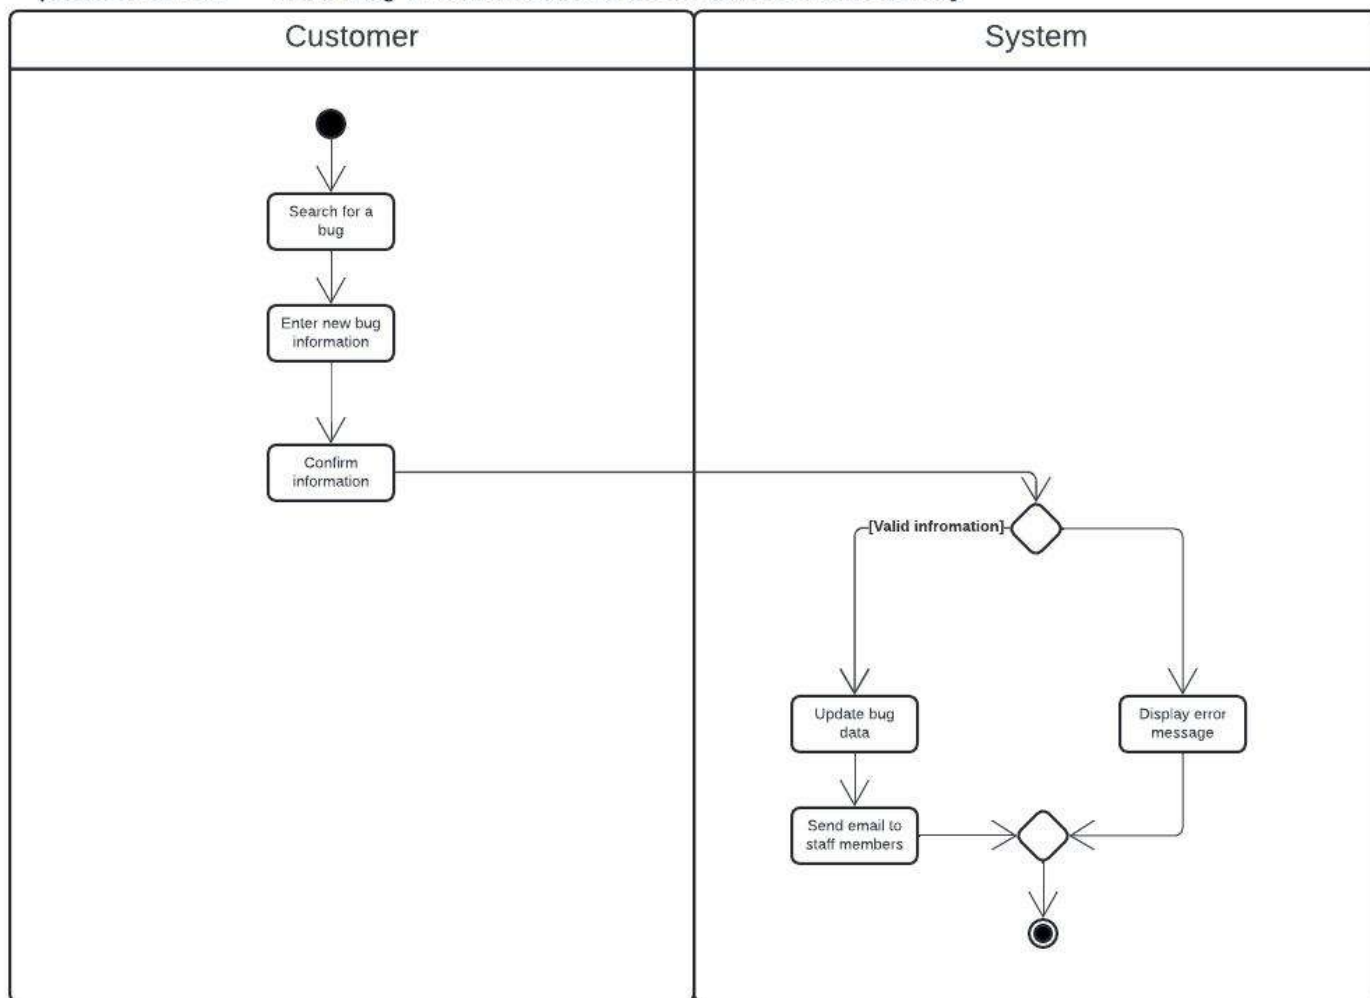 Customer
System
Search for a
bug
Enter new bug
information
Confirm
information
[Valid infromation]
Update bug
data
Display error
message
Send email to
staff members